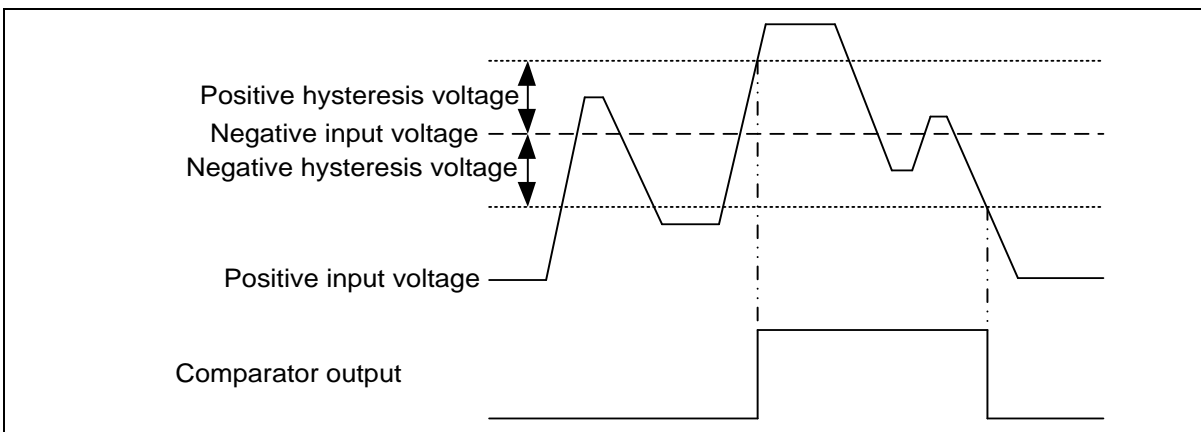 Positive hysteresis voltage
Negative input voltage
Negative hysteresis voltage
Positive input voltage
Comparator output